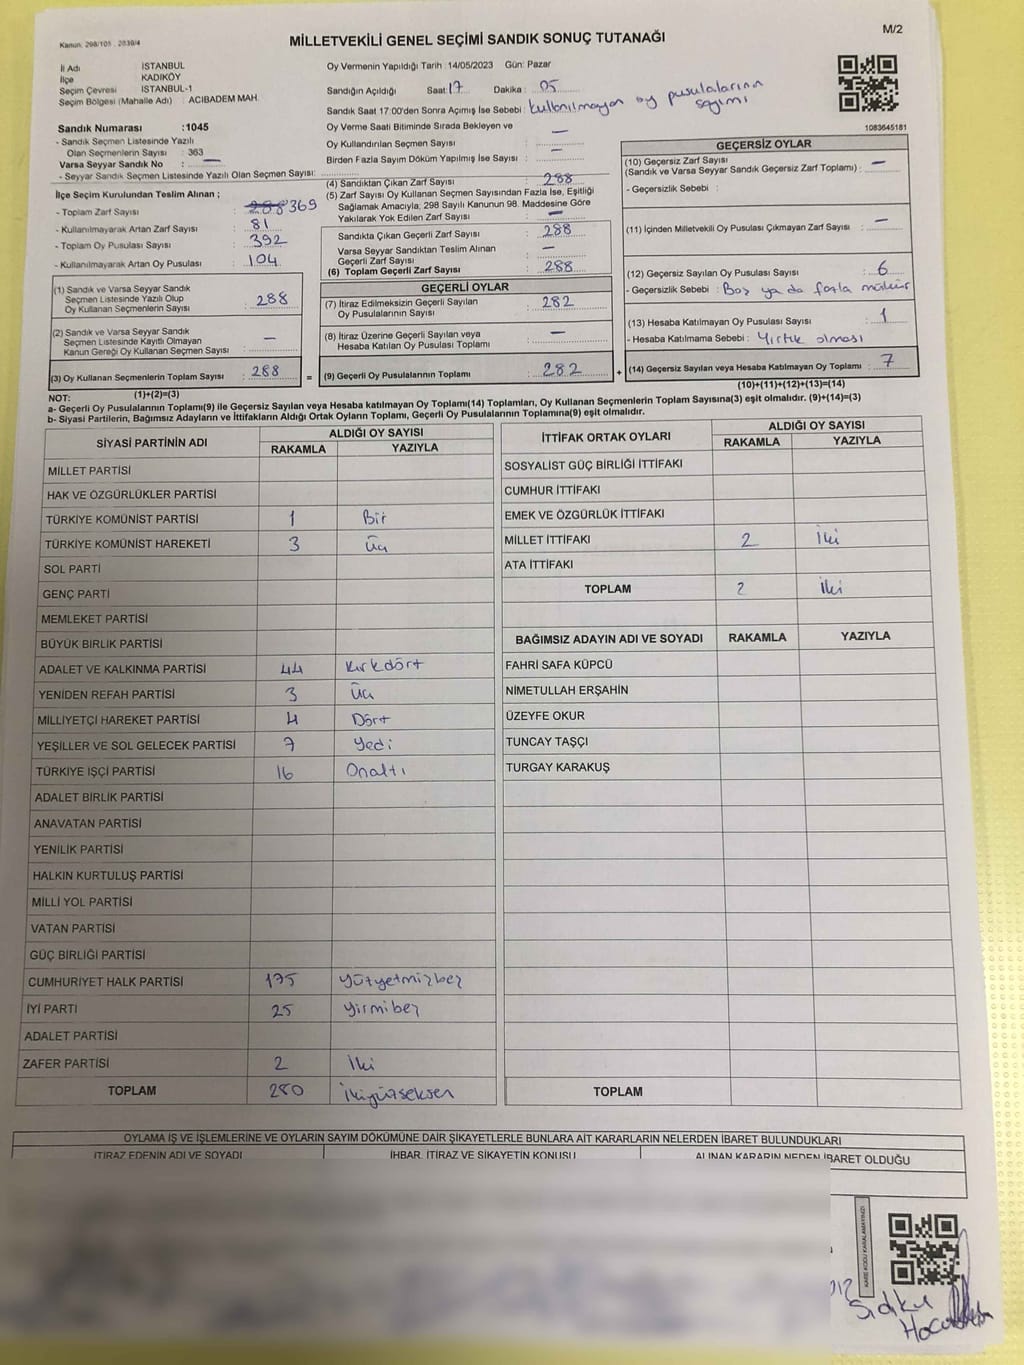 Kanun. 298/105 . 2839/4
MİLLETVEKİLİ GENEL SEÇİMİ SANDIK SONUÇ TUTANAĞI
M/2
İl Adı İSTANBUL
İlçe KADIKÖY
Seçim Çevresi İSTANBUL-1
Seçim Bölgesi (Mahalle Adı) : ACIBADEM MAH.
Oy Vermenin Yapıldığı Tarih : 14/05/2023 Gün: Pazar
Sandığın Açıldığı Saat: 17 Dakika : 05
Sandık Saat 17:00'den Sonra Açımış İse Sebebi : kullanılmayan oy pusulalarının sayımı
Oy Verme Saati Bitiminde Sırada Bekleyen ve
Oy Kullandırılan Seçmen Sayısı : —
Birden Fazla Sayım Döküm Yapılmış İse Sayısı : —
1083645181
Sandık Numarası :1045
- Sandık Seçmen Listesinde Yazılı
Olan Seçmenlerin Sayısı : 363
Varsa Seyyar Sandık No : —
- Seyyar Sandık Seçmen Listesinde Yazılı Olan Seçmen Sayısı:
İlçe Seçim Kurulundan Teslim Alınan ;
- Toplam Zarf Sayısı : 288 369
- Kullanılmayarak Artan Zarf Sayısı : 81
- Toplam Oy Pusulası Sayısı : 392
- Kullanılmayarak Artan Oy Pusulası : 104
(1) Sandık ve Varsa Seyyar Sandık
Seçmen Listesinde Yazılı Olup
Oy Kullanan Seçmenlerin Sayısı : 288
(2) Sandık ve Varsa Seyyar Sandık
Seçmen Listesinde Kayıtlı Olmayan
Kanun Gereği Oy Kullanan Seçmen Sayısı : —
(3) Oy Kullanan Seçmenlerin Toplam Sayısı : 288
(1)+(2)=(3)
(4) Sandıktan Çıkan Zarf Sayısı : 288
(5) Zarf Sayısı Oy Kullanan Seçmen Sayısından Fazla İse, Eşitliği
Sağlamak Amacıyla; 298 Sayılı Kanunun 98. Maddesine Göre
Yakılarak Yok Edilen Zarf Sayısı : —
Sandıkta Çıkan Geçerli Zarf Sayısı : 288
Varsa Seyyar Sandıktan Teslim Alınan
Geçerli Zarf Sayısı : —
(6) Toplam Geçerli Zarf Sayısı : 288
GEÇERLİ OYLAR
(7) İtiraz Edilmeksizin Geçerli Sayılan
Oy Pusulalarının Sayısı : 282
(8) İtiraz Üzerine Geçerli Sayılan veya
Hesaba Katılan Oy Pusulası Toplamı : —
= (9) Geçerli Oy Pusulalarının Toplamı : 282
GEÇERSİZ OYLAR
(10) Geçersiz Zarf Sayısı
(Sandık ve Varsa Seyyar Sandık Geçersiz Zarf Toplamı) : —
- Geçersizlik Sebebi :
(11) İçinden Milletvekili Oy Pusulası Çıkmayan Zarf Sayısı : —
(12) Geçersiz Sayılan Oy Pusulası Sayısı : 6
- Geçersizlik Sebebi : Boş ya da fazla mühür
(13) Hesaba Katılmayan Oy Pusulası Sayısı : 1
- Hesaba Katılmama Sebebi : Yırtık olması
+ (14) Geçersiz Sayılan veya Hesaba Katılmayan Oy Toplamı : 7
(10)+(11)+(12)+(13)=(14)
NOT:
a- Geçerli Oy Pusulalarının Toplamı(9) ile Geçersiz Sayılan veya Hesaba katılmayan Oy Toplamı(14) Toplamları, Oy Kullanan Seçmenlerin Toplam Sayısına(3) eşit olmalıdır. (9)+(14)=(3)
b- Siyasi Partilerin, Bağımsız Adayların ve İttifakların Aldığı Ortak Oyların Toplamı, Geçerli Oy Pusulalarının Toplamına(9) eşit olmalıdır.
SİYASİ PARTİNİN ADI ALDIĞI OY SAYISI
RAKAMLA YAZIYLA
MİLLET PARTİSİ
HAK VE ÖZGÜRLÜKLER PARTİSİ
TÜRKİYE KOMÜNİST PARTİSİ 1 Bir
TÜRKİYE KOMÜNİST HAREKETİ 3 Üç
SOL PARTİ
GENÇ PARTİ
MEMLEKET PARTİSİ
BÜYÜK BİRLİK PARTİSİ
ADALET VE KALKINMA PARTİSİ 44 Kırkdört
YENİDEN REFAH PARTİSİ 3 Üç
MİLLİYETÇİ HAREKET PARTİSİ 4 Dört
YEŞİLLER VE SOL GELECEK PARTİSİ 7 Yedi
TÜRKİYE İŞÇİ PARTİSİ 16 Onaltı
ADALET BİRLİK PARTİSİ
ANAVATAN PARTİSİ
YENİLİK PARTİSİ
HALKIN KURTULUŞ PARTİSİ
MİLLİ YOL PARTİSİ
VATAN PARTİSİ
GÜÇ BİRLİĞİ PARTİSİ
CUMHURİYET HALK PARTİSİ 175 Yüzyetmişbeş
İYİ PARTİ 25 Yirmibeş
ADALET PARTİSİ
ZAFER PARTİSİ 2 İki
TOPLAM 280 İkiyüzseksen
İTTİFAK ORTAK OYLARI ALDIĞI OY SAYISI
RAKAMLA YAZIYLA
SOSYALİST GÜÇ BİRLİĞİ İTTİFAKI
CUMHUR İTTİFAKI
EMEK VE ÖZGÜRLÜK İTTİFAKI
MİLLET İTTİFAKI 2 İki
ATA İTTİFAKI
TOPLAM 2 İki
BAĞIMSIZ ADAYIN ADI VE SOYADI RAKAMLA YAZIYLA
FAHRİ SAFA KÜPCÜ
NİMETULLAH ERŞAHİN
ÜZEYFE OKUR
TUNCAY TAŞÇI
TURGAY KARAKUŞ
TOPLAM
OYLAMA İŞ VE İŞLEMLERİNE VE OYLARIN SAYIM DÖKÜMÜNE DAİR ŞİKAYETLERLE BUNLARA AİT KARARLARIN NELERDEN İBARET BULUNDUKLARI
İTİRAZ EDENİN ADI VE SOYADI İHBAR, İTİRAZ VE ŞİKAYETİN KONUSU ALINAN KARARIN NEDEN İBARET OLDUĞU
KARE KODU KARALAMAYINIZ!
Sıdıka